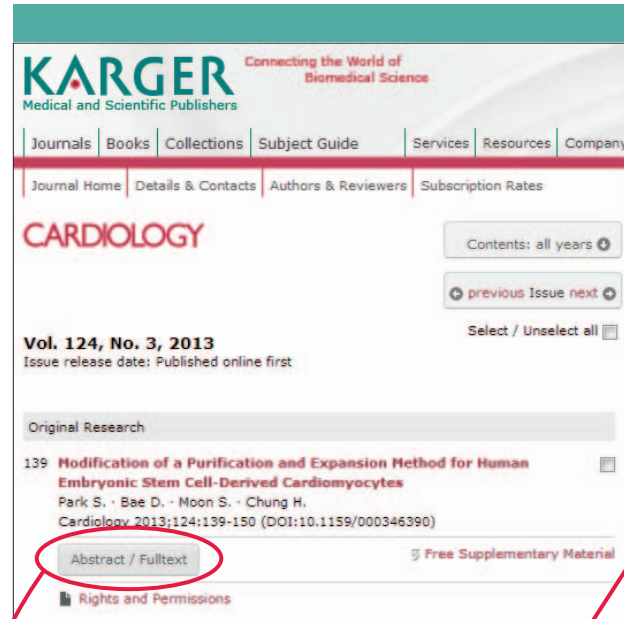 KARGER
Connecting the World of
Biomedical Science
Medical and Scientific Publishers
Journals Books Collections Subject Guide Services Resources Company
Journal Home Details & Contacts Authors & Reviewers Subscription Rates
CARDIOLOGY
Contents: all years
previous Issue next
Select / Unselect all
Vol. 124, No. 3, 2013
Issue release date: Published online first
Original Research
139 Modification of a Purification and Expansion Method for Human
Embryonic Stem Cell-Derived Cardiomyocytes
Park S. · Bae D. · Moon S. · Chung H.
Cardiology 2013;124:139-150 (DOI:10.1159/000346390)
Abstract / Fulltext
Free Supplementary Material
Rights and Permissions